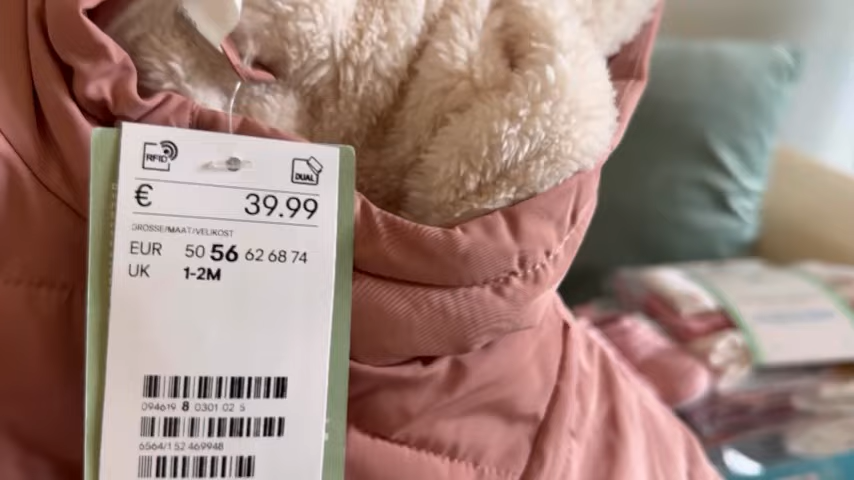 RFID
DUAL
€ 39.99
GROSSE/MAAT/VELIKOST
EUR 50 56 62 68 74
UK 1-2M
094619 8 0301 02 5
6564/1 52 469948